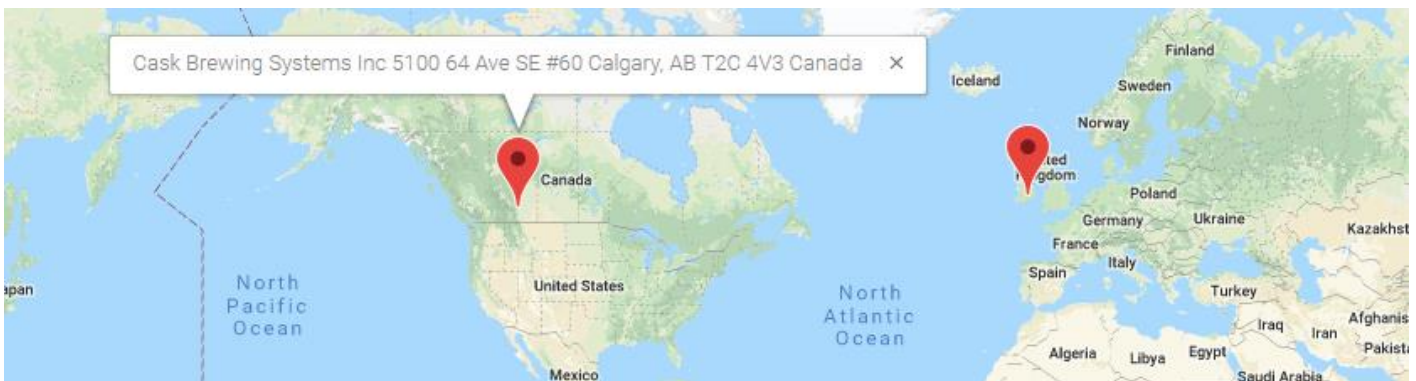 Cask Brewing Systems Inc 5100 64 Ave SE #60 Calgary, AB T2C 4V3 Canada ×
Finland
Iceland
Sweden
Norway
Canada
Poland
Germany
Ukraine
Kazakhst
France
Italy
Spain
apan
North
Pacific
Ocean
United States
North
Atlantic
Ocean
Turkey
Iraq
Iran
Afghanis
Algeria
Libya
Egypt
Pakista
Mexico
Saudi Arabia